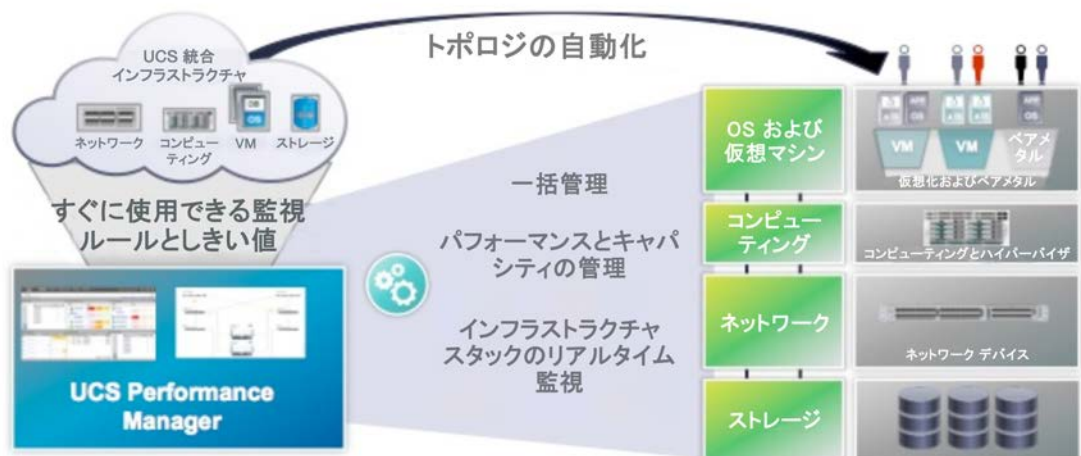 トポロジの自動化
UCS 統合
インフラストラクチャ
ネットワーク
コンピュー
ティング
VM
ストレージ
DB
OS
すぐに使用できる監視
ルールとしきい値
UCS Performance
Manager
一括管理
パフォーマンスとキャパ
シティの管理
インフラストラクチャ
スタックのリアルタイム
監視
OS および
仮想マシン
VM
VM
ベアメ
タル
仮想化およびベアメタル
コンピュー
ティング
コンピューティングとハイパーバイザ
ネットワーク
ネットワーク デバイス
ストレージ